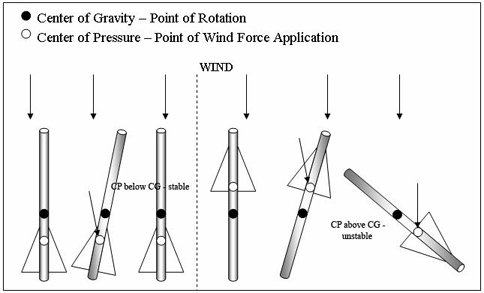 Center of Gravity – Point of Rotation
Center of Pressure – Point of Wind Force Application
WIND
CP below CG - stable
CP above CG -
unstable